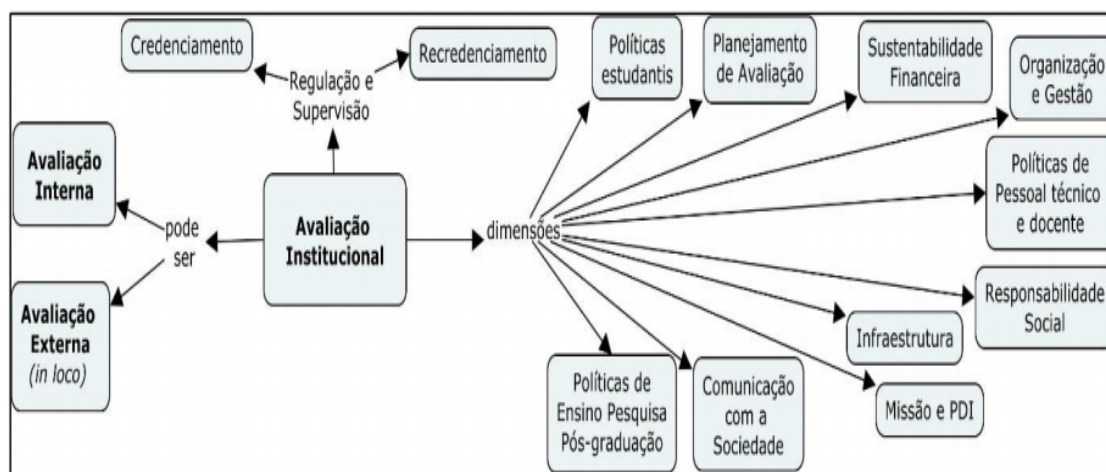 Credenciamento
Regulação e
Supervisão
Recredenciamento
Políticas
estudantis
Planejamento
de Avaliação
Sustentabilidade
Financeira
Organização
e Gestão
Avaliação
Interna
pode
ser
Avaliação
Externa
(in loco)
Avaliação
Institucional
dimensões
Políticas de
Pessoal técnico
e docente
Responsabilidade
Social
Infraestrutura
Missão e PDI
Comunicação
com a
Sociedade
Políticas de
Ensino Pesquisa
Pós-graduação